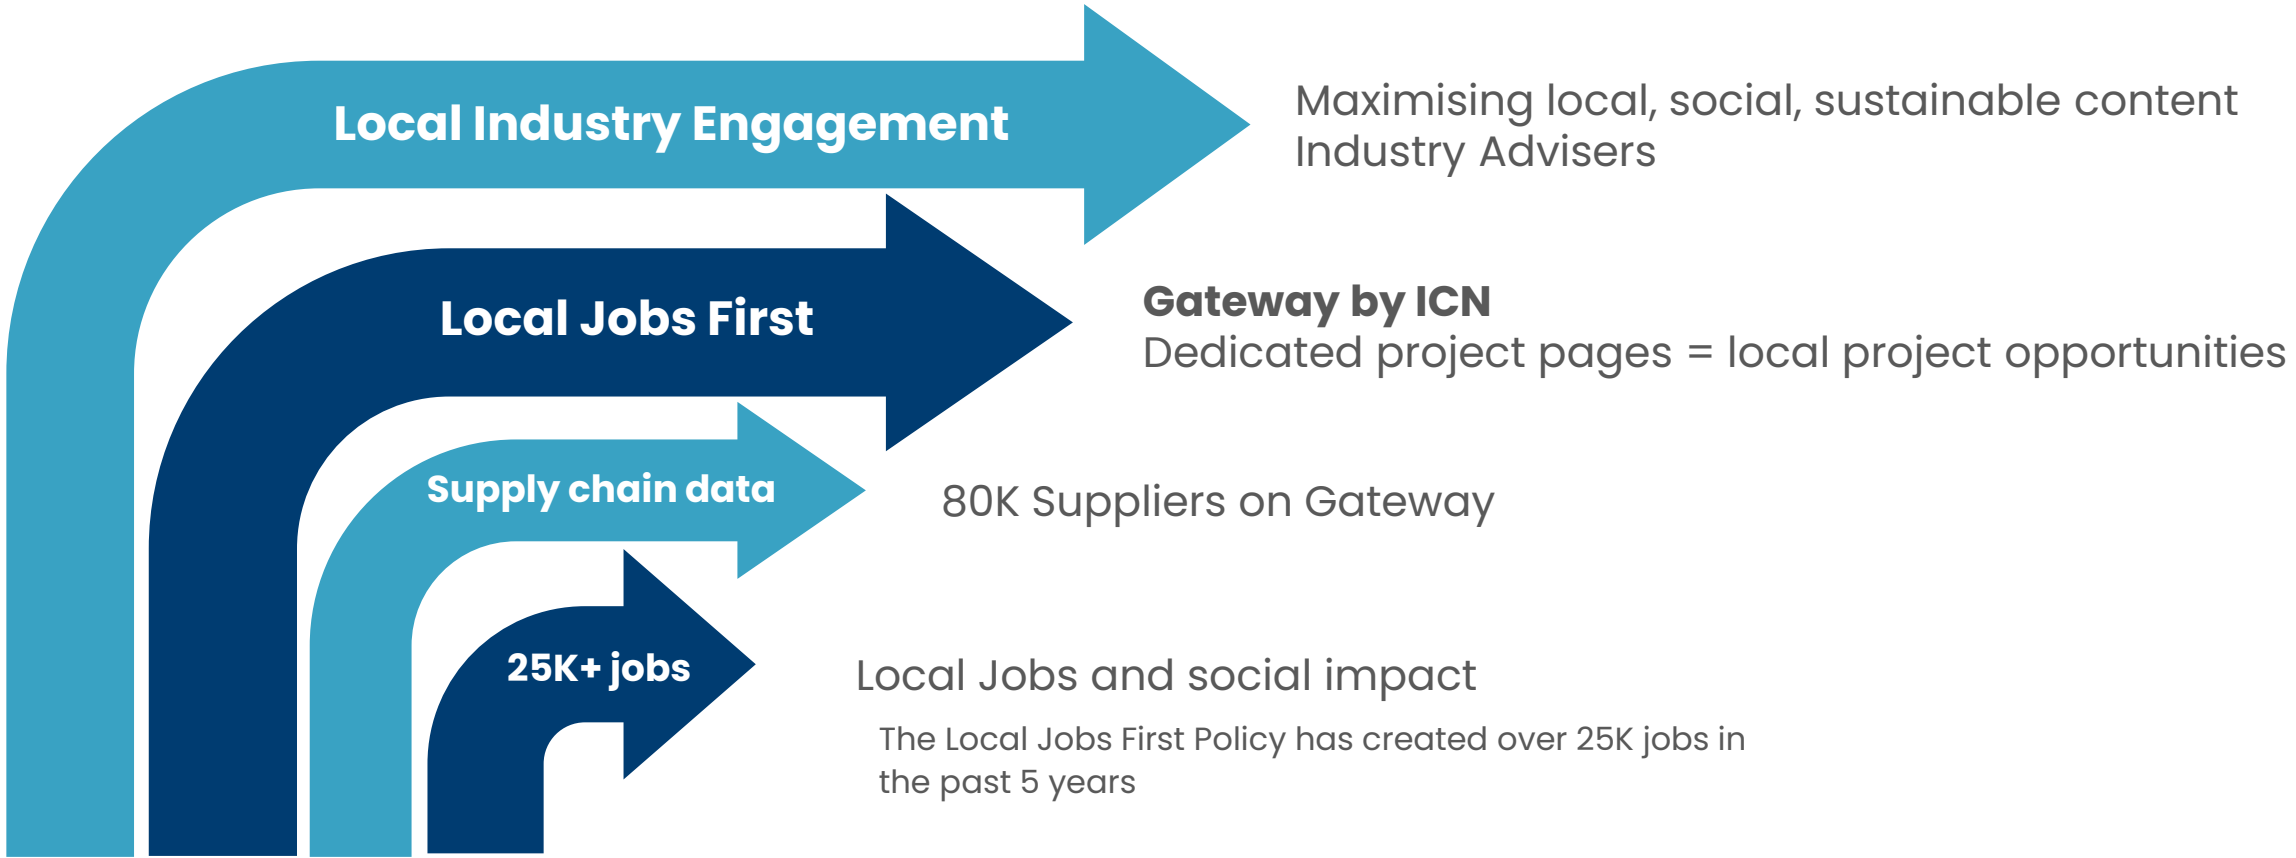 Local Industry Engagement
Maximising local, social, sustainable content
Industry Advisers
Local Jobs First
Gateway by ICN
Dedicated project pages = local project opportunities
Supply chain data
80K Suppliers on Gateway
25K+ jobs
Local Jobs and social impact
The Local Jobs First Policy has created over 25K jobs in
the past 5 years